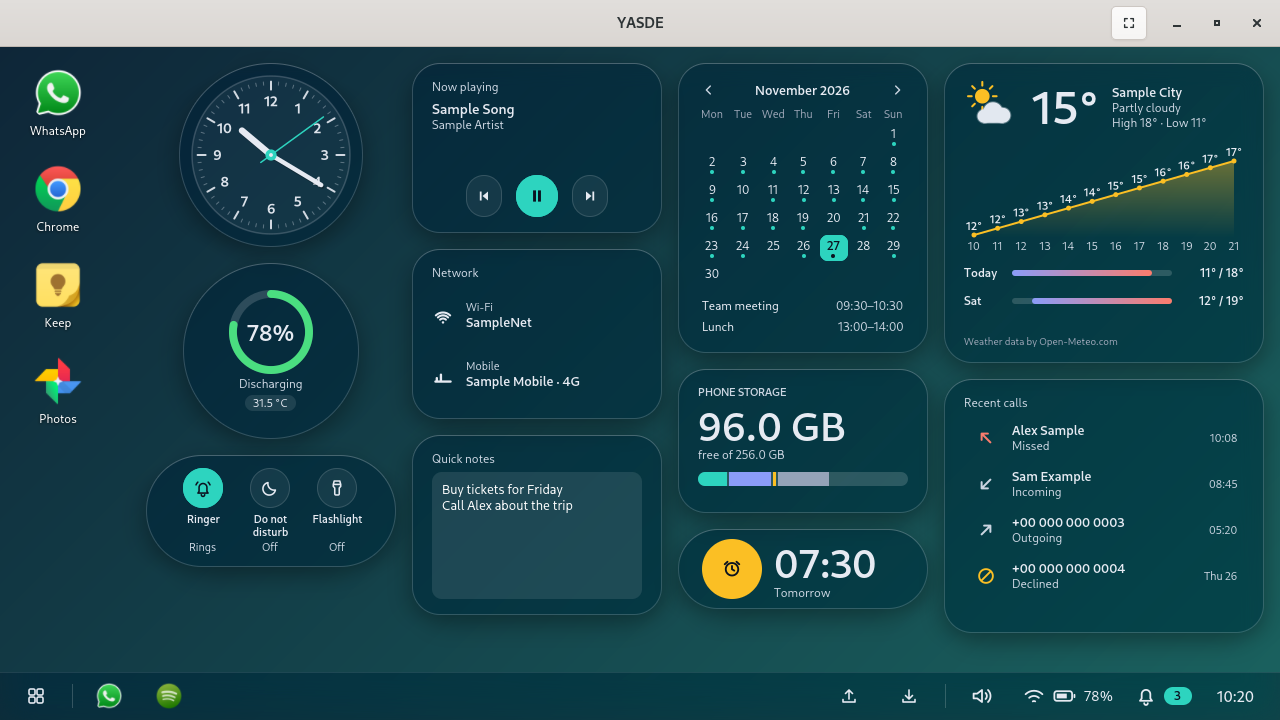 YASDE
WhatsApp
Chrome
Keep
Photos
12
1
2
3
4
5
6
7
8
9
10
11
78%
Discharging
31.5 °C
Ringer
Rings
Do not
disturb
Off
Flashlight
Off
Now playing
Sample Song
Sample Artist
Network
Wi-Fi
SampleNet
Mobile
Sample Mobile · 4G
Quick notes
Buy tickets for Friday
Call Alex about the trip
November 2026
Mon Tue Wed Thu Fri Sat Sun
1
2 3 4 5 6 7 8
9 10 11 12 13 14 15
16 17 18 19 20 21 22
23 24 25 26 27 28 29
30
Team meeting 09:30–10:30
Lunch 13:00–14:00
PHONE STORAGE
96.0 GB
free of 256.0 GB
07:30
Tomorrow
15°
Sample City
Partly cloudy
High 18° · Low 11°
12° 12° 13° 13° 14° 14° 15° 15° 16° 16° 17° 17°
10 11 12 13 14 15 16 17 18 19 20 21
Today 11° / 18°
Sat 12° / 19°
Weather data by Open-Meteo.com
Recent calls
Alex Sample
Missed
10:08
Sam Example
Incoming
08:45
+00 000 000 0003
Outgoing
05:20
+00 000 000 0004
Declined
Thu 26
78%
3
10:20